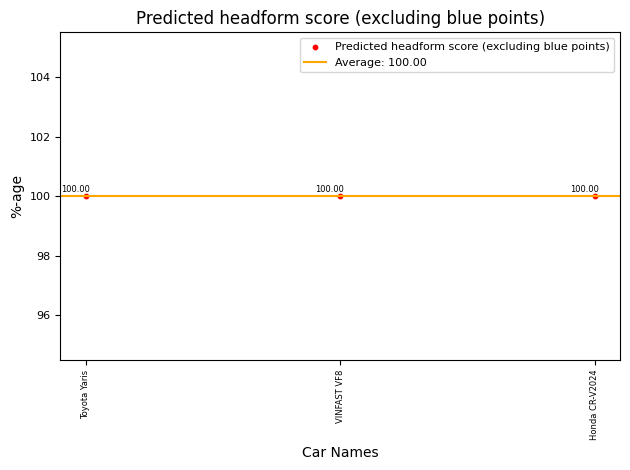 Predicted headform score (excluding blue points)
Predicted headform score (excluding blue points)
Average: 100.00
%-age
104
102
100
98
96
100.00
100.00
100.00
Toyota Yaris
VINFAST VF8
Honda CR-V2024
Car Names